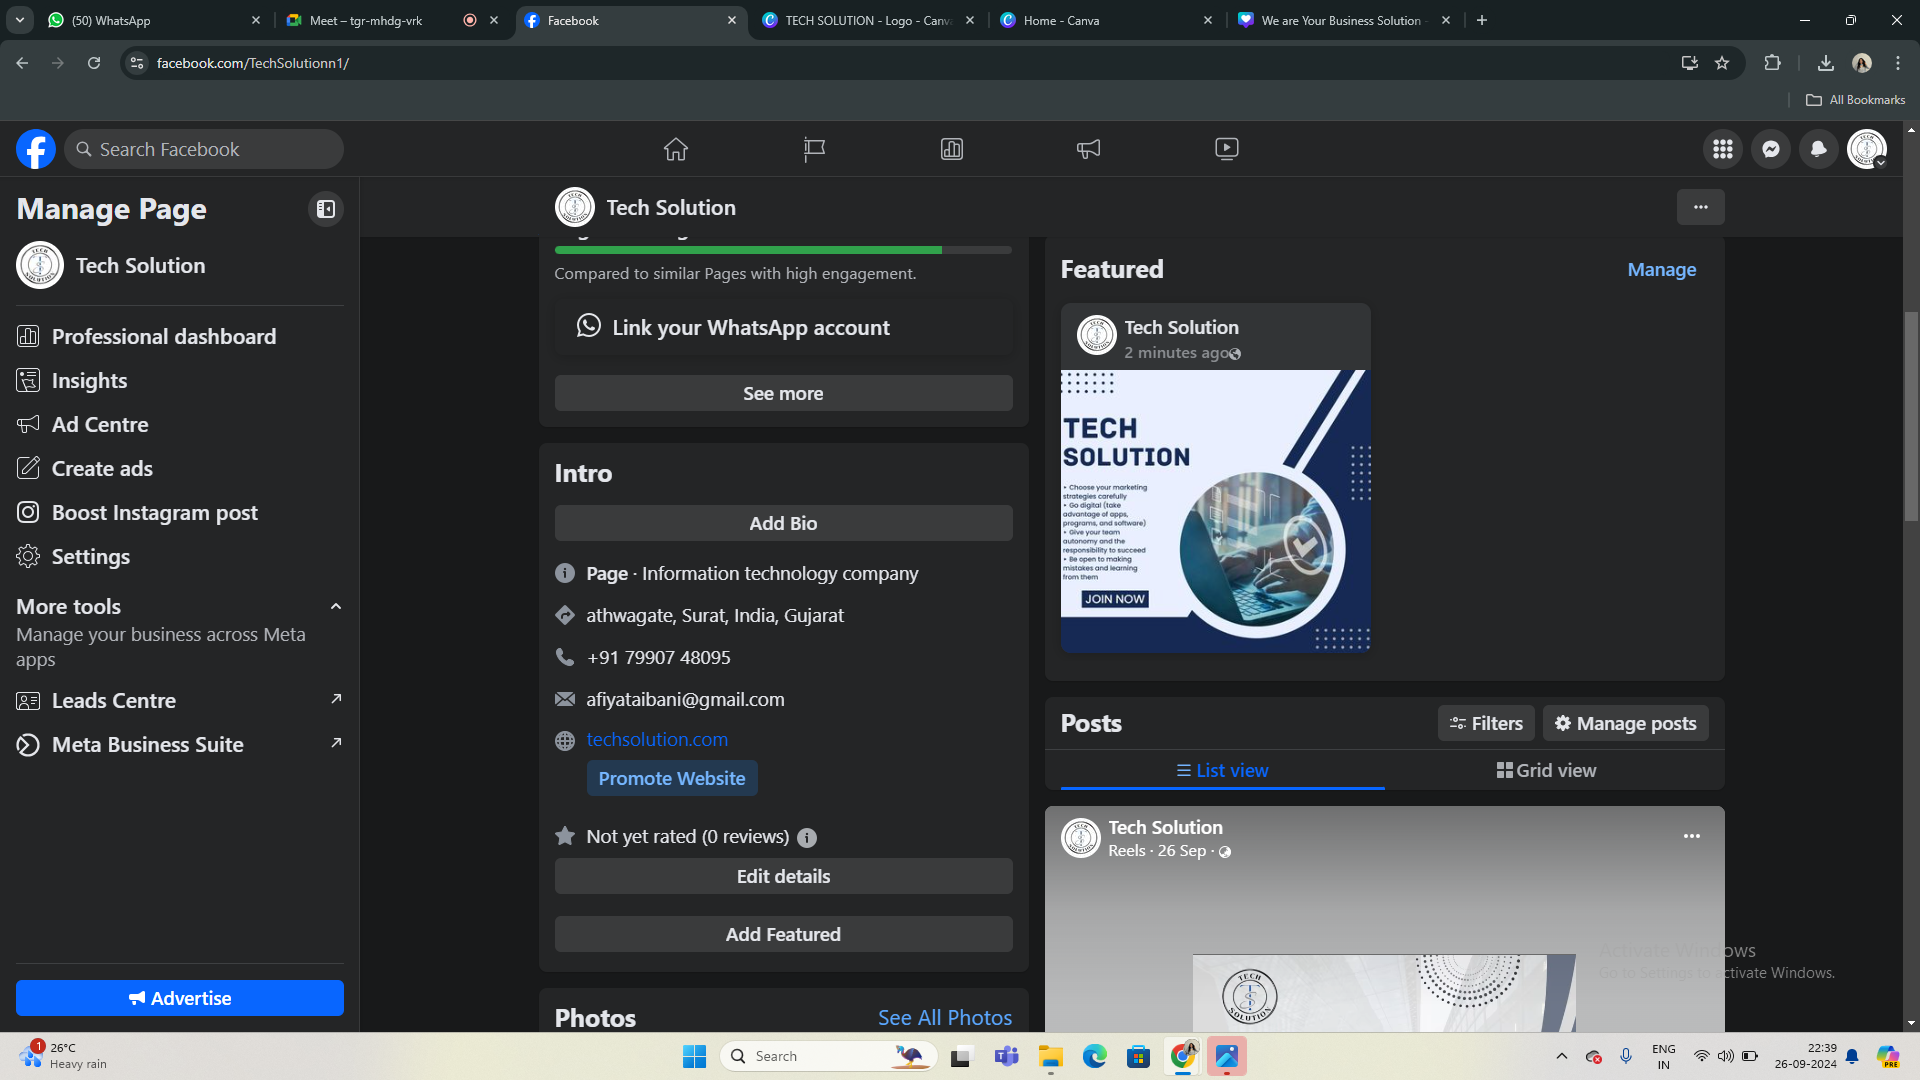 (50) WhatsApp
Meet – tgr-mhdg-vrk
Facebook
TECH SOLUTION - Logo - Canva
Home - Canva
We are Your Business Solution -
facebook.com/TechSolutionn1/
All Bookmarks
Search Facebook
Manage Page
Tech Solution
Professional dashboard
Insights
Ad Centre
Create ads
Boost Instagram post
Settings
More tools
Manage your business across Meta
apps
Leads Centre
Meta Business Suite
Advertise
Tech Solution
Compared to similar Pages with high engagement.
Link your WhatsApp account
See more
Intro
Add Bio
Page · Information technology company
athwagate, Surat, India, Gujarat
+91 79907 48095
afiyataibani@gmail.com
techsolution.com
Promote Website
Not yet rated (0 reviews)
Edit details
Add Featured
Photos
See All Photos
Featured
Manage
Tech Solution
2 minutes ago
TECH
SOLUTION
• Choose your marketing
strategies carefully
• Go digital (take
advantage of apps,
programs, and software)
• Give your team
autonomy and the
responsibility to succeed
• Be open to making
mistakes and learning
from them
JOIN NOW
Posts
Filters
Manage posts
List view
Grid view
Tech Solution
Reels · 26 Sep ·
TECH
SOLUTION
Activate Windows
Go to Settings to activate Windows.
1
26°C
Heavy rain
Search
ENG
IN
22:39
26-09-2024
PRE